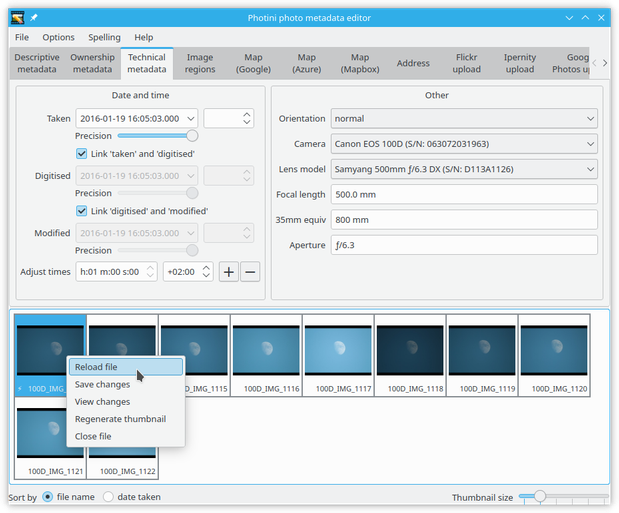 Photini photo metadata editor
File Options Spelling Help
Descriptive metadata
Ownership metadata
Technical metadata
Image regions
Map (Google)
Map (Azure)
Map (Mapbox)
Address
Flickr upload
Ipernity upload
Goog
Photos u
Date and time
Taken 2016-01-19 16:05:03.000
Precision
Link 'taken' and 'digitised'
Digitised 2016-01-19 16:05:03.000
Precision
Link 'digitised' and 'modified'
Modified 2016-01-19 16:05:03.000
Precision
Adjust times h:01 m:00 s:00 +02:00 + −
Other
Orientation normal
Camera Canon EOS 100D (S/N: 063072031963)
Lens model Samyang 500mm ƒ/6.3 DX (S/N: D113A1126)
Focal length 500.0 mm
35mm equiv 800 mm
Aperture ƒ/6.3
Reload file
Save changes
View changes
Regenerate thumbnail
Close file
100D_IMG_
100D_IMG_1115
100D_IMG_1116
100D_IMG_1117
100D_IMG_1118
100D_IMG_1119
100D_IMG_1120
100D_IMG_1121
100D_IMG_1122
Sort by file name date taken
Thumbnail size